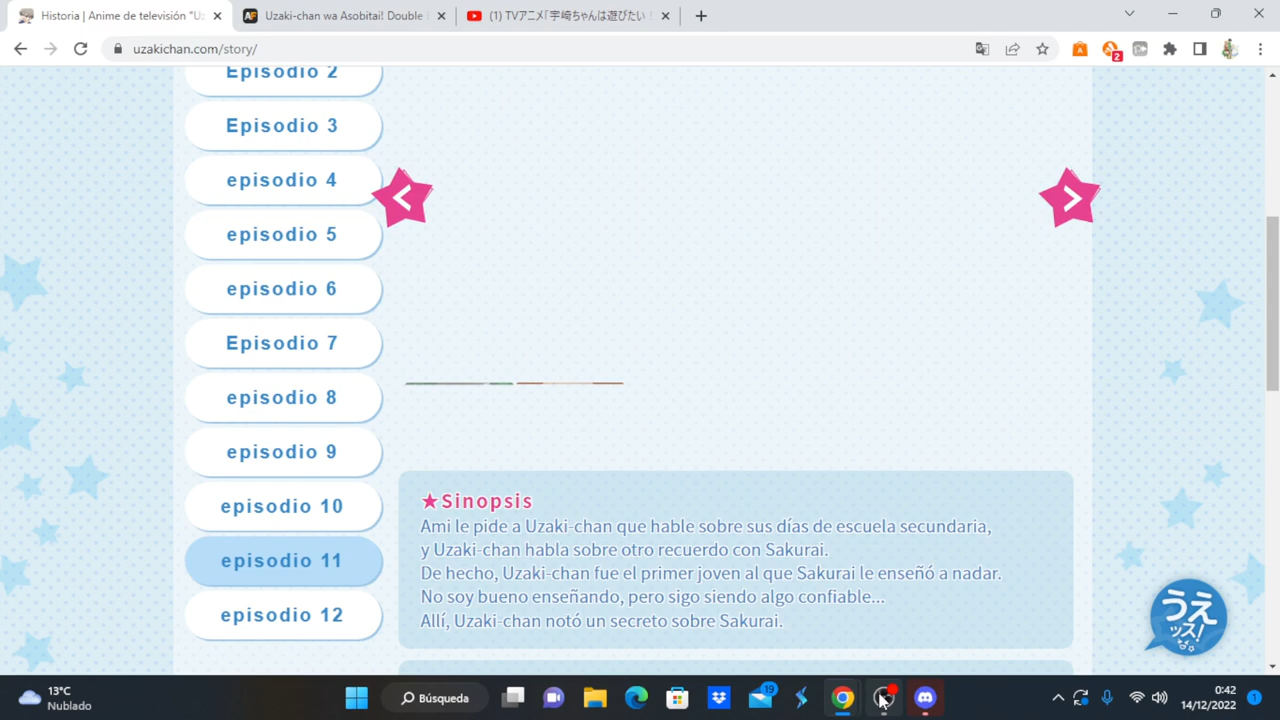 Historia | Anime de televisión "Uz
Uzaki-chan wa Asobitai! Double
(1) TVアニメ「宇崎ちゃんは遊びたい！
uzakichan.com/story/
2
Episodio 2
Episodio 3
episodio 4
episodio 5
episodio 6
Episodio 7
episodio 8
episodio 9
episodio 10
episodio 11
episodio 12
★Sinopsis
Ami le pide a Uzaki-chan que hable sobre sus días de escuela secundaria,
y Uzaki-chan habla sobre otro recuerdo con Sakurai.
De hecho, Uzaki-chan fue el primer joven al que Sakurai le enseñó a nadar.
No soy bueno enseñando, pero sigo siendo algo confiable...
Allí, Uzaki-chan notó un secreto sobre Sakurai.
うえ
ッス!
13°C
Nublado
Búsqueda
19
0:42
14/12/2022
1